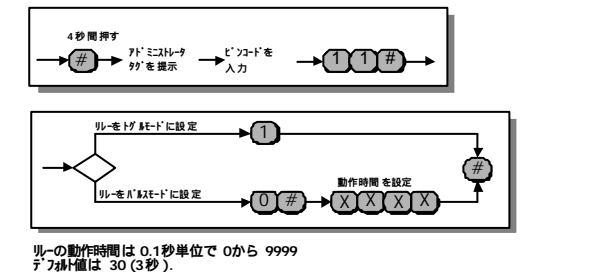 4秒間押す
#
ｱﾄﾞﾐﾆｽﾄﾚｰﾀ
ﾀｸﾞを提示
ﾋﾟﾝｺｰﾄﾞを
入力
1 1 #
ﾘﾚｰをﾄｸﾞﾙﾓｰﾄﾞに設定
1
#
ﾘﾚｰをﾊﾟﾙｽﾓｰﾄﾞに設定
0 #
動作時間を設定
X X X X
ﾘﾚｰの動作時間は 0.1秒単位で 0から 9999
ﾃﾞﾌｫﾙﾄ値は 30 (3秒).